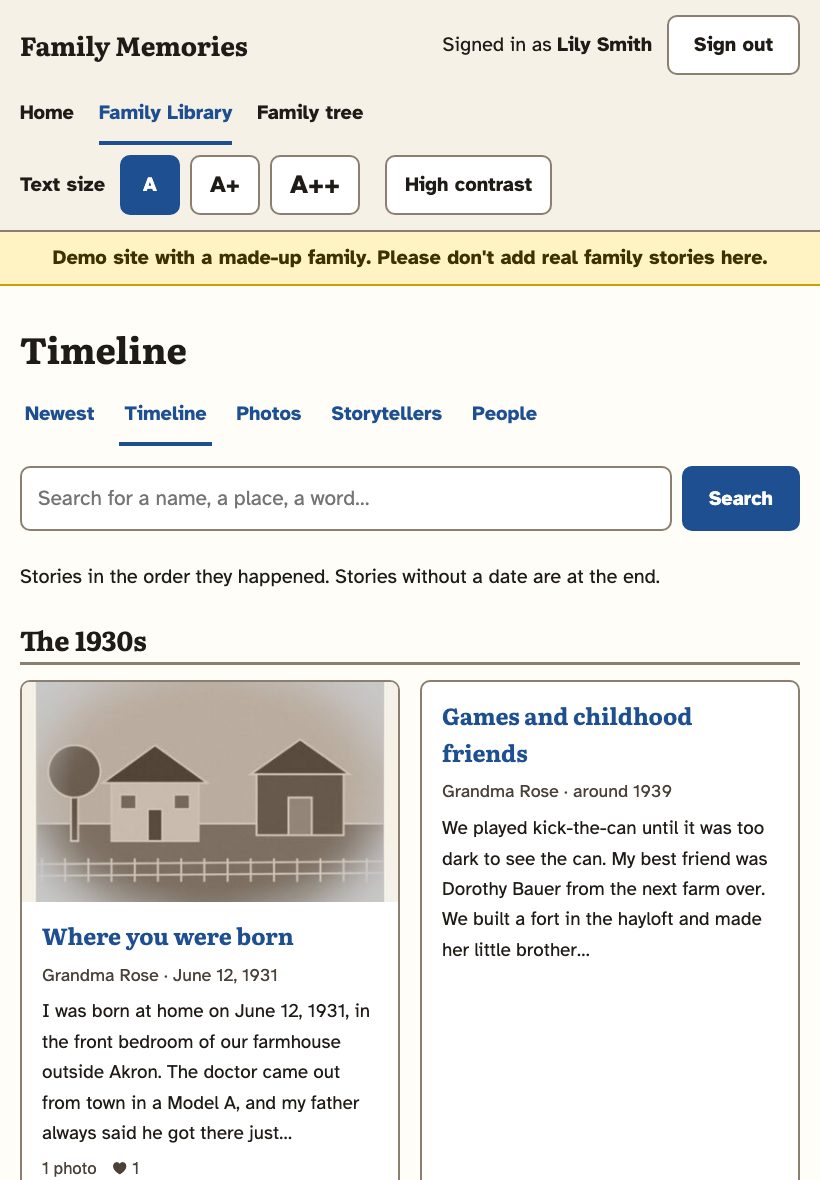 Family Memories
Signed in as Lily Smith
Sign out
Home
Family Library
Family tree
Text size
A
A+
A++
High contrast
Demo site with a made-up family. Please don't add real family stories here.
Timeline
Newest
Timeline
Photos
Storytellers
People
Search for a name, a place, a word...
Search
Stories in the order they happened. Stories without a date are at the end.
The 1930s
Where you were born
Grandma Rose · June 12, 1931
I was born at home on June 12, 1931, in
the front bedroom of our farmhouse
outside Akron. The doctor came out
from town in a Model A, and my father
always said he got there just...
1 photo
1
Games and childhood
friends
Grandma Rose · around 1939
We played kick-the-can until it was too
dark to see the can. My best friend was
Dorothy Bauer from the next farm over.
We built a fort in the hayloft and made
her little brother...